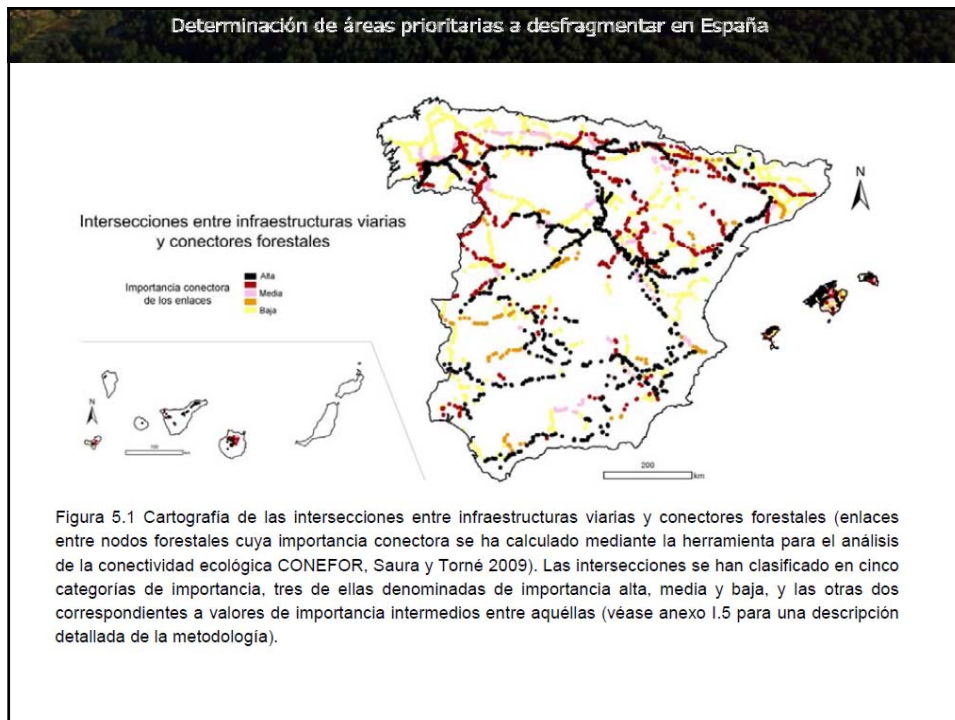 Determinación de áreas prioritarias a desfragmentar en España
Intersecciones entre infraestructuras viarias
y conectores forestales
Importancia conectora
de los enlaces
Alta
Media
Baja
N
N
100
km
200
km
Figura 5.1 Cartografía de las intersecciones entre infraestructuras viarias y conectores forestales (enlaces
entre nodos forestales cuya importancia conectora se ha calculado mediante la herramienta para el análisis
de la conectividad ecológica CONEFOR, Saura y Torné 2009). Las intersecciones se han clasificado en cinco
categorías de importancia, tres de ellas denominadas de importancia alta, media y baja, y las otras dos
correspondientes a valores de importancia intermedios entre aquéllas (véase anexo I.5 para una descripción
detallada de la metodología).